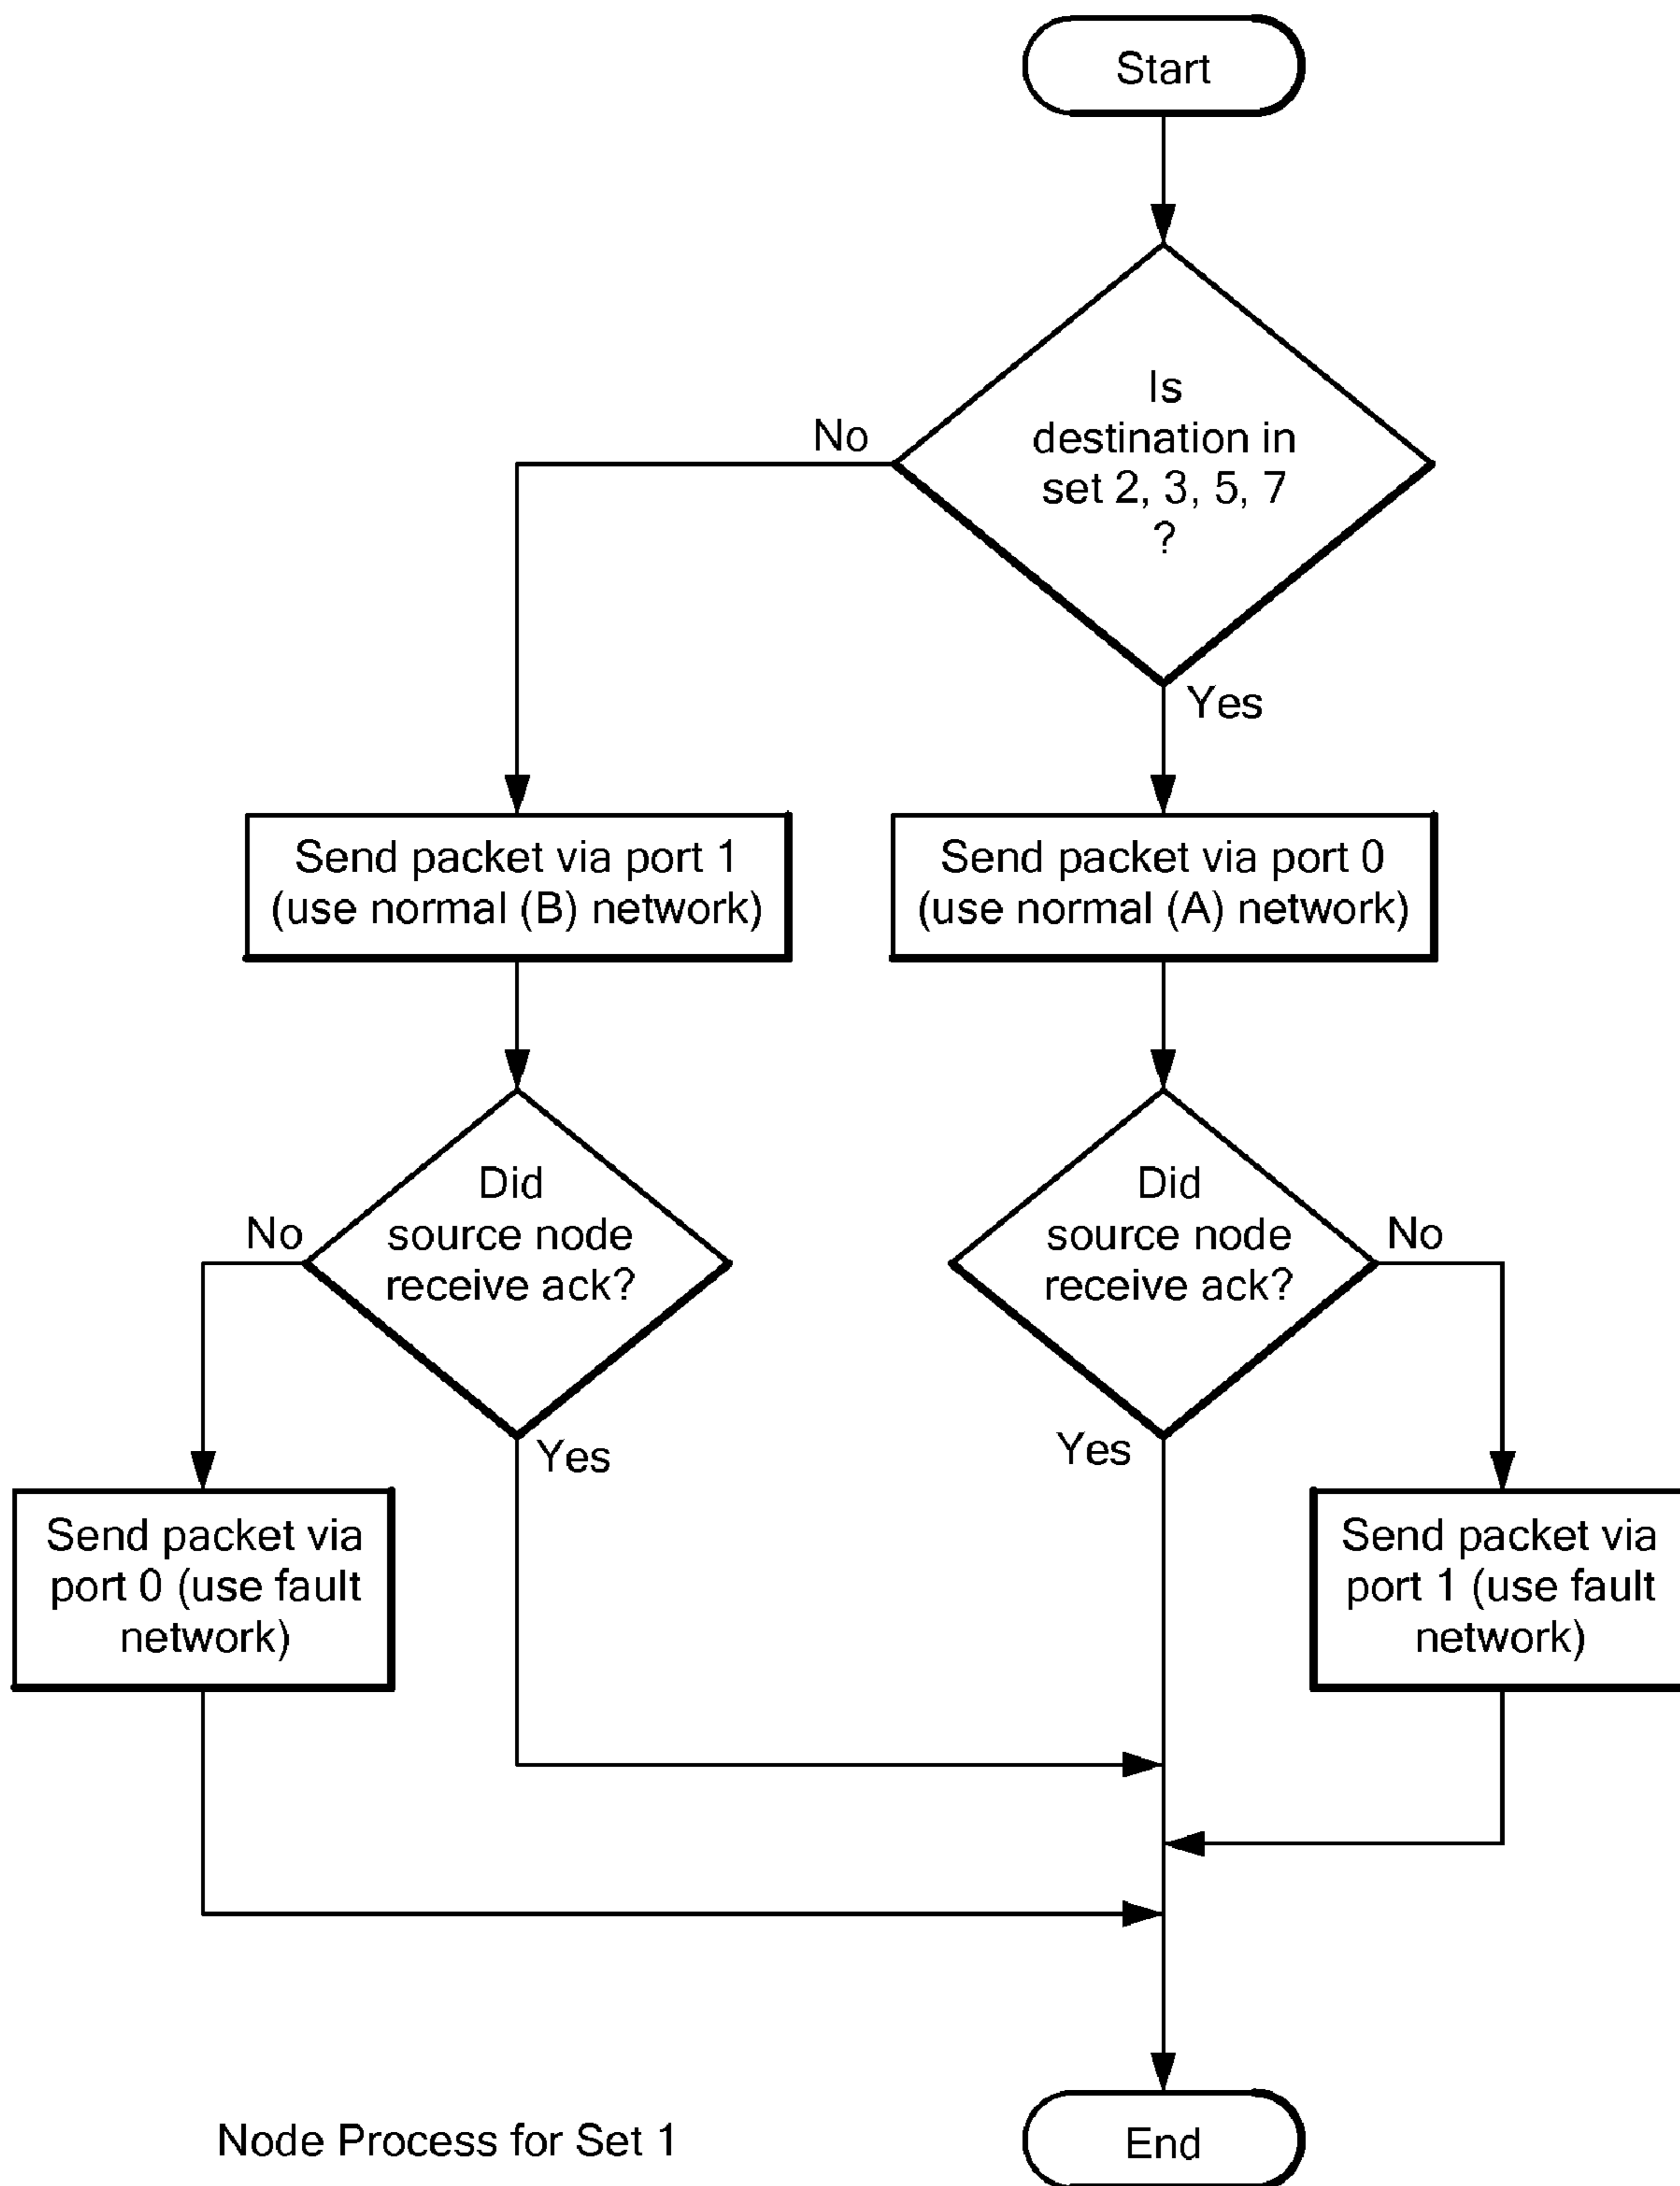 Start
Is
destination in
set 2, 3, 5, 7
?
No
Yes
Send packet via port 1
(use normal (B) network)
Send packet via port 0
(use normal (A) network)
Did
source node
receive ack?
No
Yes
Did
source node
receive ack?
No
Yes
Send packet via
port 0 (use fault
network)
Send packet via
port 1 (use fault
network)
Node Process for Set 1
End